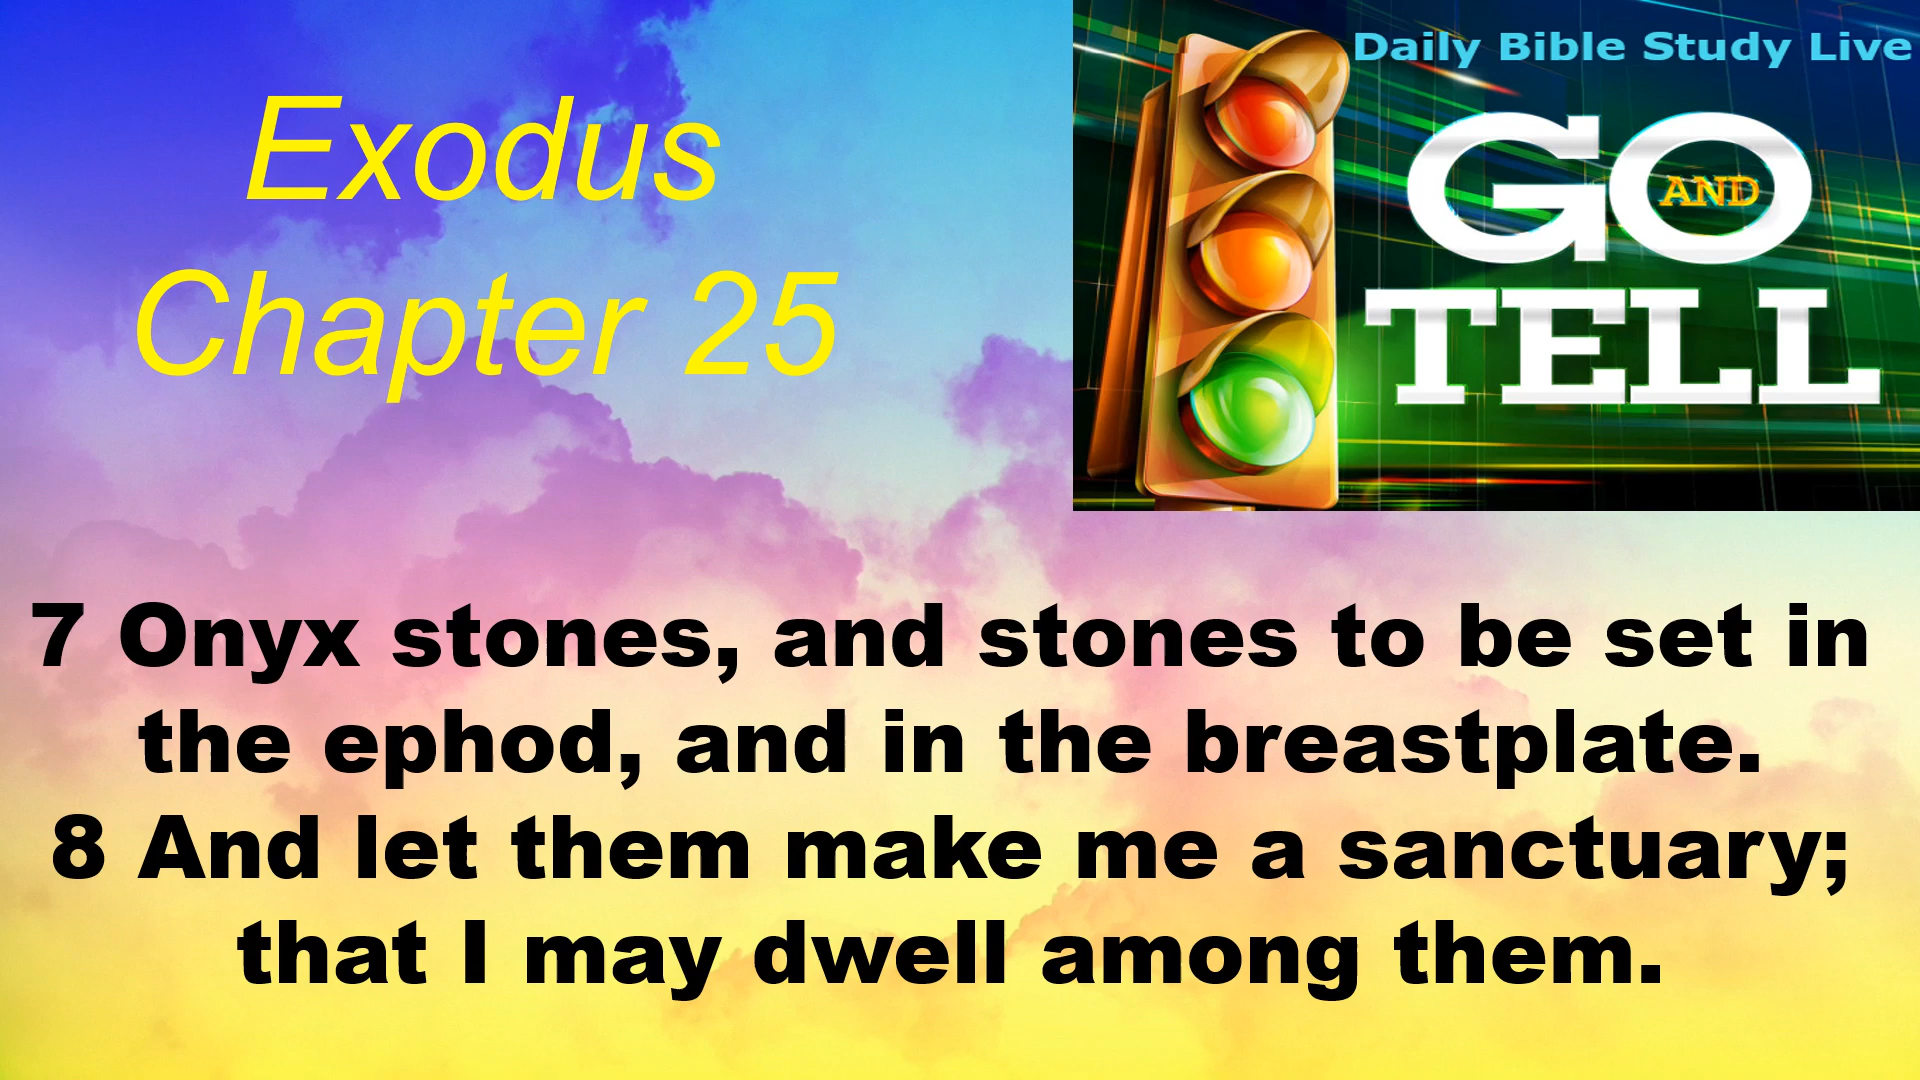 Exodus
Chapter 25
Daily Bible Study Live
GO AND
TELL
7 Onyx stones, and stones to be set in
the ephod, and in the breastplate.
8 And let them make me a sanctuary;
that I may dwell among them.